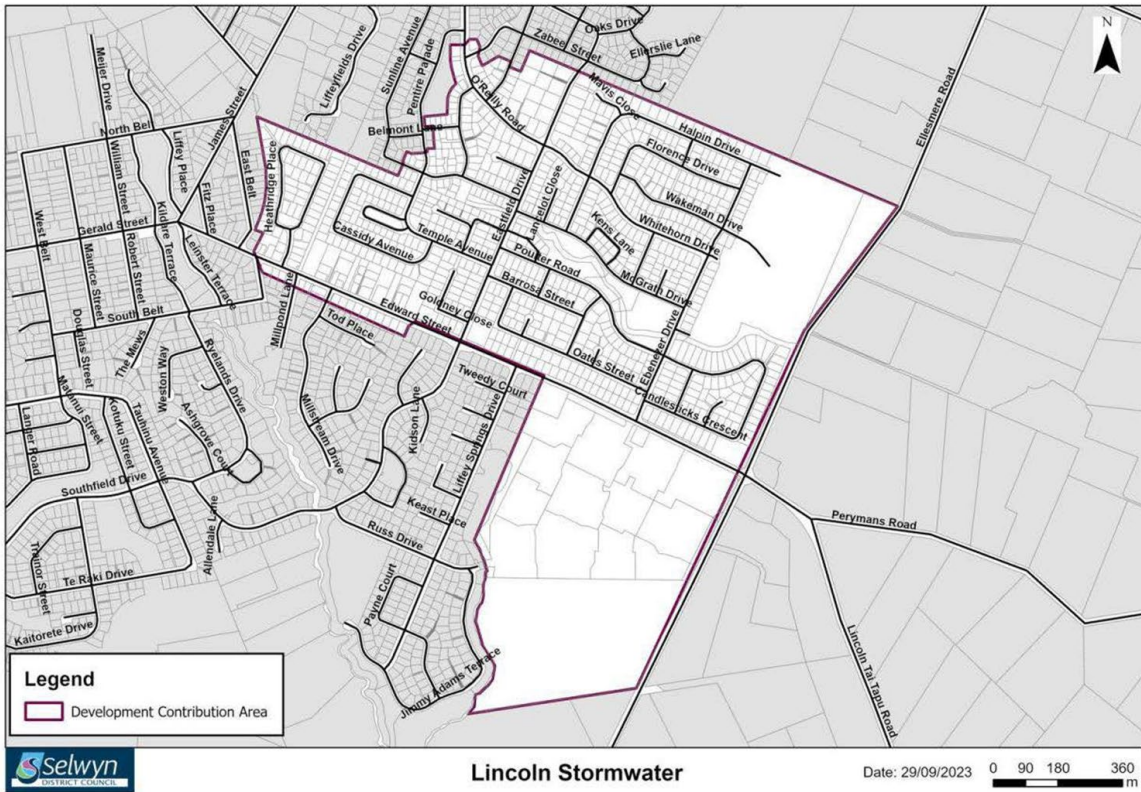 Oaks Drive
Zabeel Street
Ellerslie Lane
N
Meijer Drive
Liffeyfields Drive
Sunline Avenue
Pentire Parade
O'Reilly Road
Mavis Close
Ellesmere Road
James Street
North Bel
Belmont Lane
Halpin Drive
William Street
Liffey Place
East Belt
Heathridge Place
Florence Drive
Fitz Place
Eastfield Drive
Wakeman Drive
West Belt
Gerald Street
Kildare Terrace
Cassidy Avenue
Temple Avenue
Kens Lane
Whitehorn Drive
Maurice Street
Robert Street
Leinster Terrace
Poulter Road
McGrath Drive
Barrosa Street
South Belt
Millpond Lane
Edward Street
Goldney Close
Douglas Street
The Mews
Tod Place
Ebenezer Drive
Oates Street
Weston Way
Ryelands Drive
Tweedy Court
Candlesticks Crescent
Kotuku Street
Tauhinu Avenue
Ashgrove Court
Millstream Drive
Kidson Lane
Liffey Springs Drive
Southfield Drive
Keast Place
Perymans Road
Allendale Lane
Russ Drive
Trainor Street
Te Raki Drive
Payne Court
Kaitorete Drive
Lincoln Tai Tapu Road
Jimmy Adams Terrace
Legend
Development Contribution Area
Selwyn
DISTRICT COUNCIL
Lincoln Stormwater
Date: 29/09/2023
0 90 180 360
m